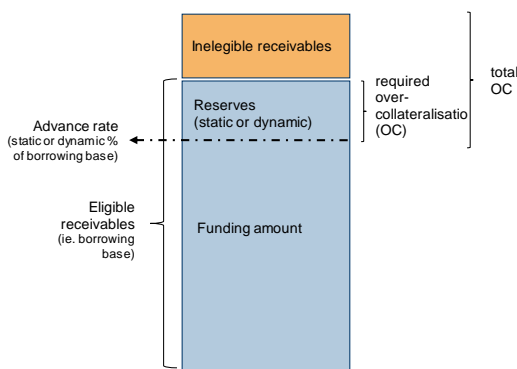 Inelegible receivables
Reserves
(static or dynamic)
required
over-
collateralisatio
(OC)
total
OC
Advance rate
(static or dynamic %
of borrowing base)
Eligible
receivables
(ie. borrowing
base)
Funding amount